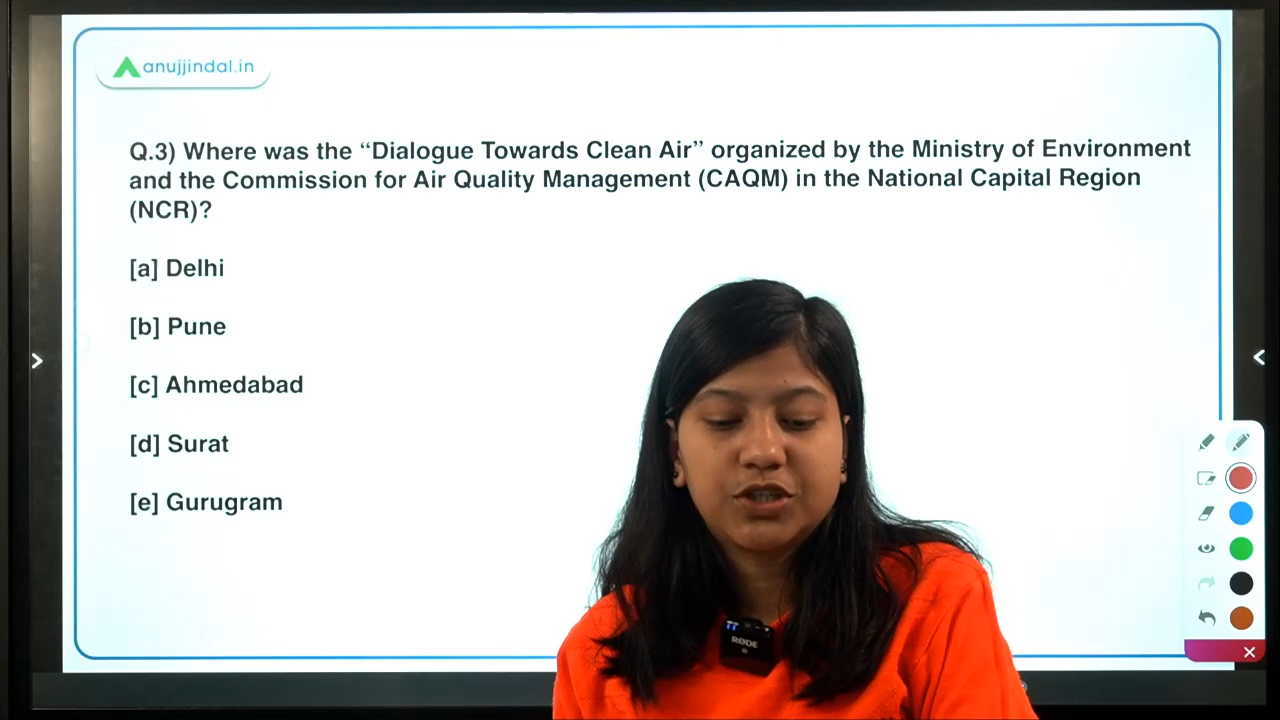 anujjindal.in
Q.3) Where was the “Dialogue Towards Clean Air” organized by the Ministry of Environment
and the Commission for Air Quality Management (CAQM) in the National Capital Region
(NCR)?
[a] Delhi
[b] Pune
[c] Ahmedabad
[d] Surat
[e] Gurugram
RØDE